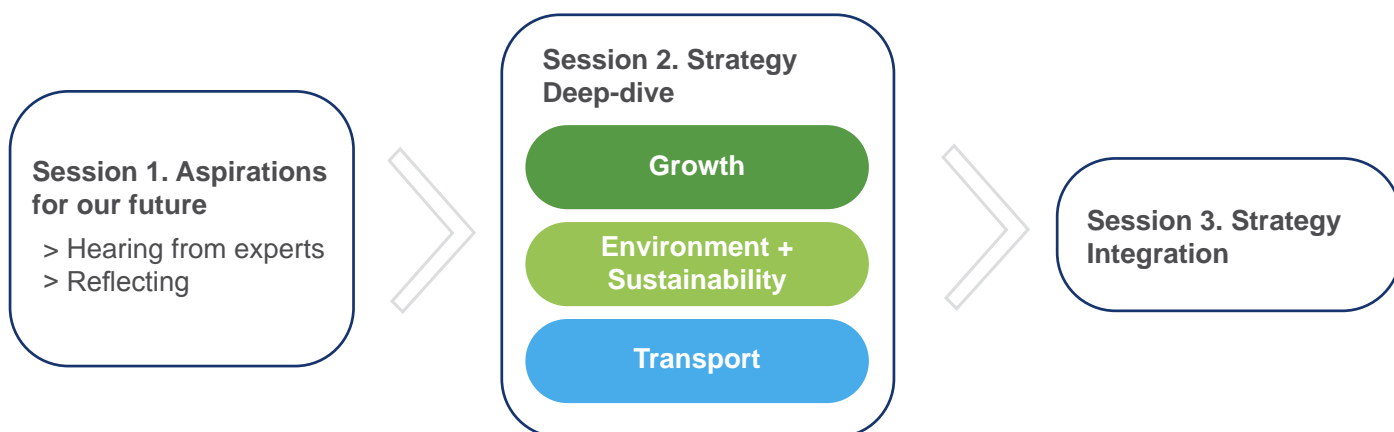 Session 1. Aspirations
for our future
> Hearing from experts
> Reflecting
Session 2. Strategy
Deep-dive
Growth
Environment +
Sustainability
Transport
Session 3. Strategy
Integration